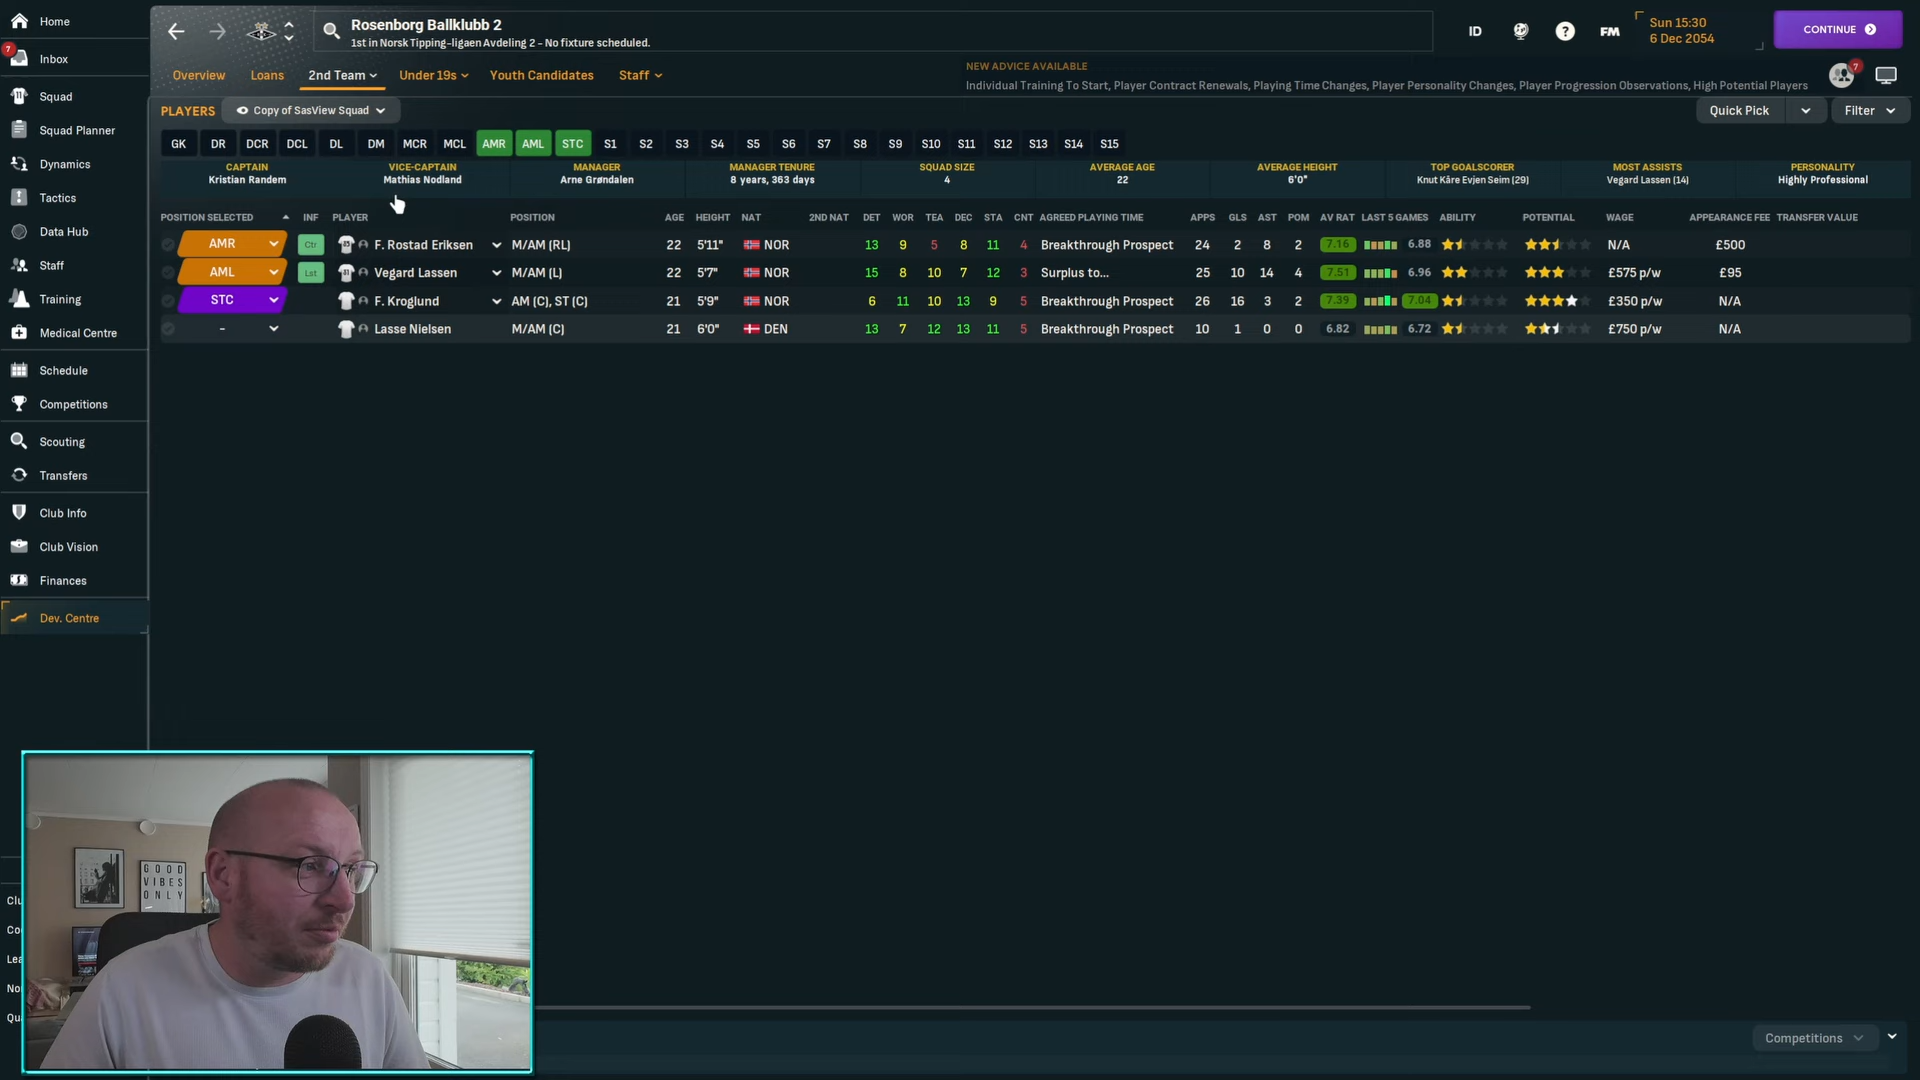 Home
7
Inbox
Squad
Squad Planner
Dynamics
Tactics
Data Hub
Staff
Training
Medical Centre
Schedule
Competitions
Scouting
Transfers
Club Info
Club Vision
Finances
Dev. Centre
Rosenborg Ballklubb 2
1st in Norsk Tipping-ligaen Avdeling 2 - No fixture scheduled.
ID
?
FM
Sun 15:30
6 Dec 2054
CONTINUE
Overview
Loans
2nd Team
Under 19s
Youth Candidates
Staff
NEW ADVICE AVAILABLE
Individual Training To Start, Player Contract Renewals, Playing Time Changes, Player Personality Changes, Player Progression Observations, High Potential Players
7
PLAYERS
Copy of SasView Squad
Quick Pick
Filter
GK DR DCR DCL DL DM MCR MCL AMR AML STC S1 S2 S3 S4 S5 S6 S7 S8 S9 S10 S11 S12 S13 S14 S15
CAPTAIN VICE-CAPTAIN MANAGER MANAGER TENURE SQUAD SIZE AVERAGE AGE AVERAGE HEIGHT TOP GOALSCORER MOST ASSISTS PERSONALITY
Kristian Randem Mathias Nodland Arne Grøndalen 8 years, 363 days 4 22 6'0" Knut Kåre Evjen Seim (29) Vegard Lassen (14) Highly Professional
POSITION SELECTED INF PLAYER POSITION AGE HEIGHT NAT 2ND NAT DET WOR TEA DEC STA CNT AGREED PLAYING TIME APPS GLS AST POM AV RAT LAST 5 GAMES ABILITY POTENTIAL WAGE APPEARANCE FEE TRANSFER VALUE
AMR Ctr F. Rostad Eriksen M/AM (RL) 22 5'11" NOR 13 9 5 8 11 4 Breakthrough Prospect 24 2 8 2 7.16 6.88 N/A £500
AML Lst Vegard Lassen M/AM (L) 22 5'7" NOR 15 8 10 7 12 3 Surplus to... 25 10 14 4 7.51 6.96 £575 p/w £95
STC F. Kroglund AM (C), ST (C) 21 5'9" NOR 6 11 10 13 9 5 Breakthrough Prospect 26 16 3 2 7.39 7.04 £350 p/w N/A
- Lasse Nielsen M/AM (C) 21 6'0" DEN 13 7 12 13 11 5 Breakthrough Prospect 10 1 0 0 6.82 6.72 £750 p/w N/A
Clu
Co
Lea
No
Qu
GOOD
VIBES
ONLY
Competitions